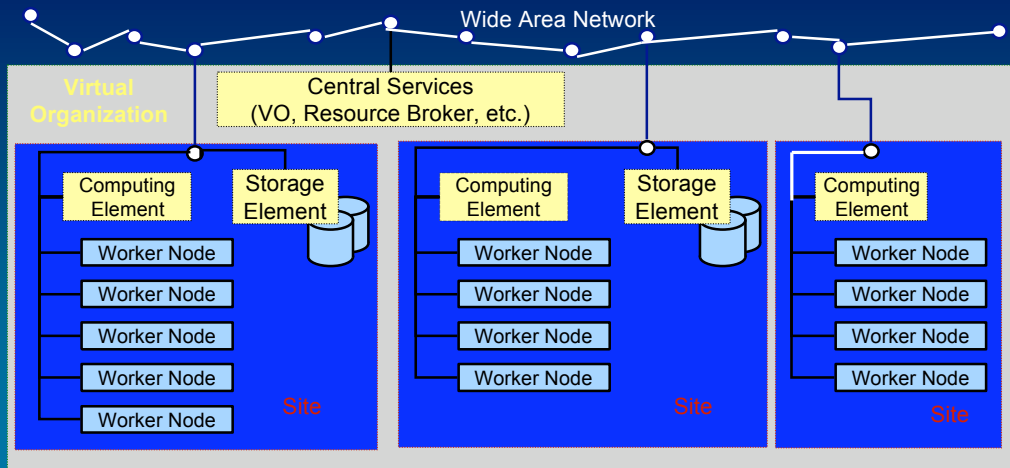 Wide Area Network
Virtual
Organization
Central Services
(VO, Resource Broker, etc.)
Computing
Element
Storage
Element
Worker Node
Worker Node
Worker Node
Worker Node
Worker Node
Site
Computing
Element
Storage
Element
Worker Node
Worker Node
Worker Node
Worker Node
Site
Computing
Element
Worker Node
Worker Node
Worker Node
Worker Node
Site